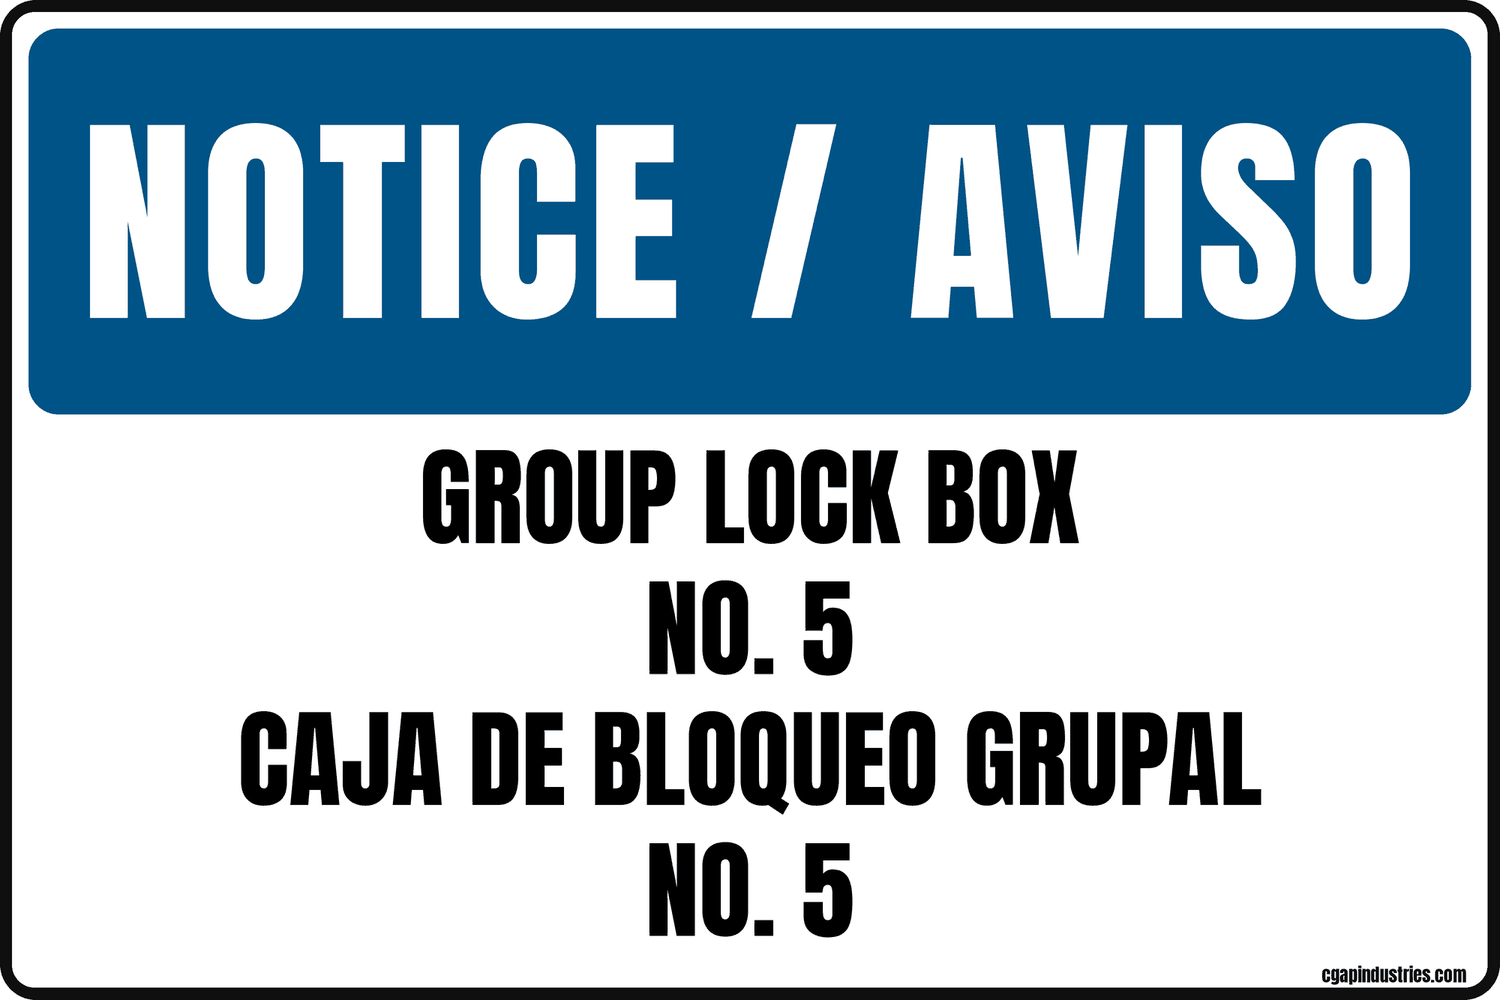 NOTICE / AVISO
GROUP LOCK BOX
NO. 5
CAJA DE BLOQUEO GRUPAL
NO. 5
cgapindustries.com